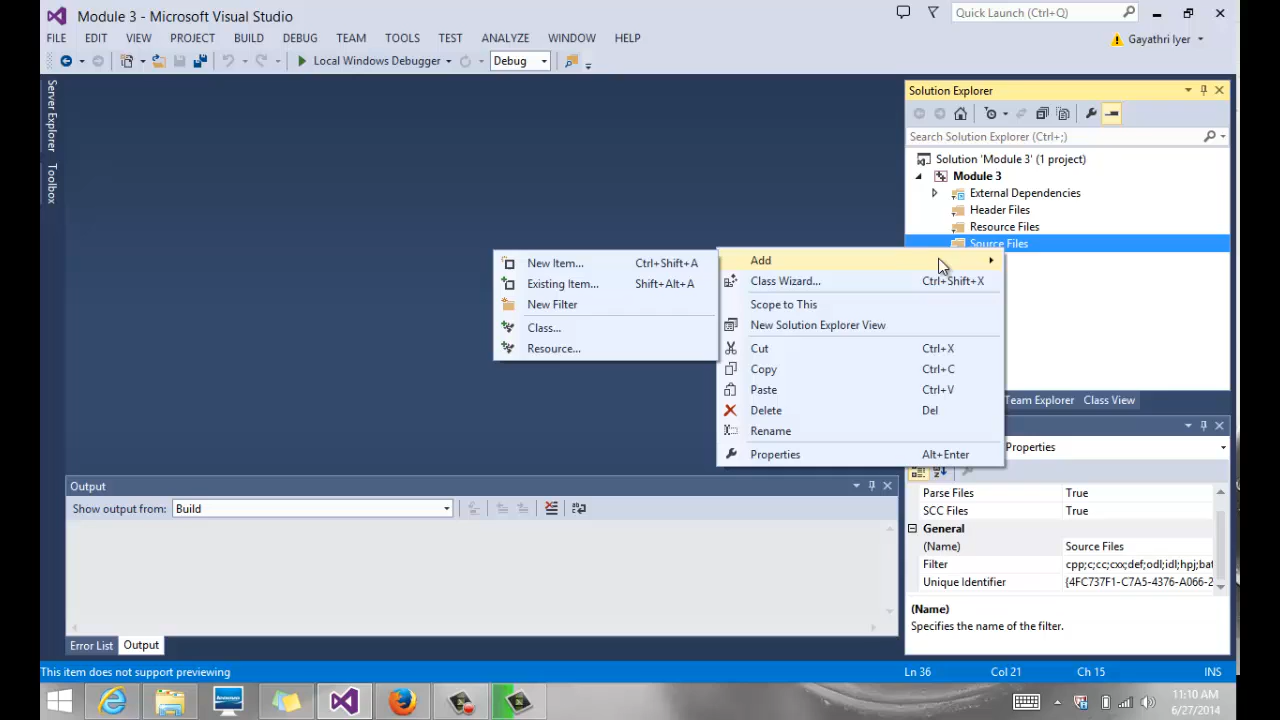 Module 3 - Microsoft Visual Studio
Quick Launch (Ctrl+Q)
FILE EDIT VIEW PROJECT BUILD DEBUG TEAM TOOLS TEST ANALYZE WINDOW HELP
Gayathri Iyer
Local Windows Debugger Debug
Server Explorer
Toolbox
Solution Explorer
Search Solution Explorer (Ctrl+;)
Solution 'Module 3' (1 project)
Module 3
External Dependencies
Header Files
Resource Files
Source Files
Add
Class Wizard... Ctrl+Shift+X
Scope to This
New Solution Explorer View
Cut Ctrl+X
Copy Ctrl+C
Paste Ctrl+V
Delete Del
Rename
Properties Alt+Enter
New Item... Ctrl+Shift+A
Existing Item... Shift+Alt+A
New Filter
Class...
Resource...
Team Explorer Class View
Properties
Parse Files True
SCC Files True
General
(Name) Source Files
Filter cpp;c;cc;cxx;def;odl;idl;hpj;bat
Unique Identifier {4FC737F1-C7A5-4376-A066-2
(Name)
Specifies the name of the filter.
Output
Show output from: Build
Error List Output
This item does not support previewing
Ln 36 Col 21 Ch 15 INS
11:10 AM
6/27/2014